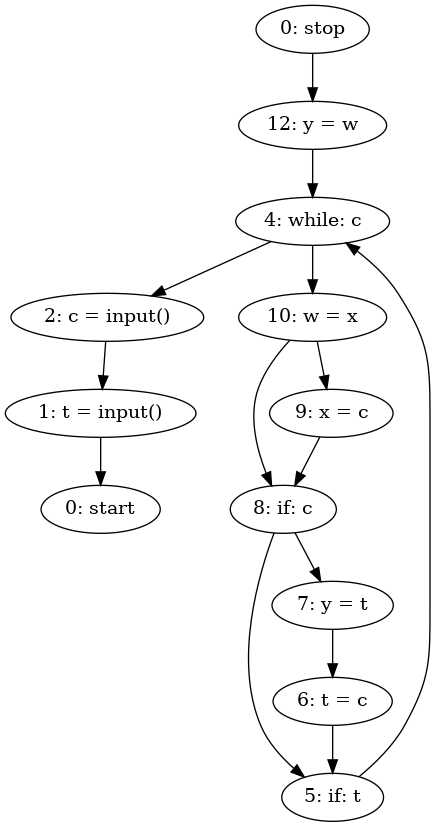 0: stop
12: y = w
4: while: c
2: c = input()
10: w = x
1: t = input()
9: x = c
0: start
8: if: c
7: y = t
6: t = c
5: if: t